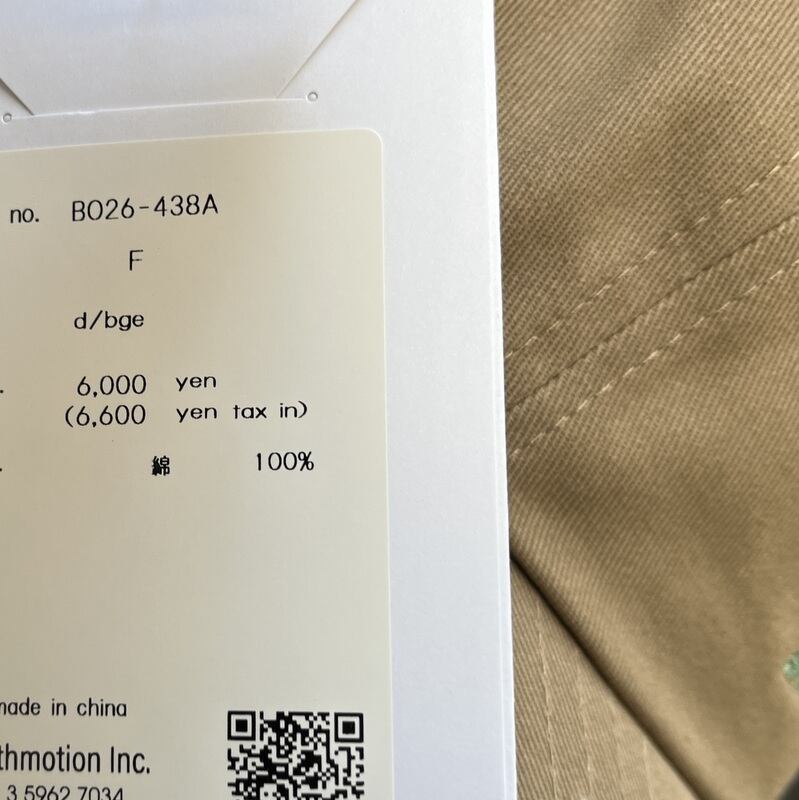 no. B026-438A
F
d/bge
6,000 yen
(6,600 yen tax in)
綿 100%
made in china
thmotion Inc.
3 5962 7034